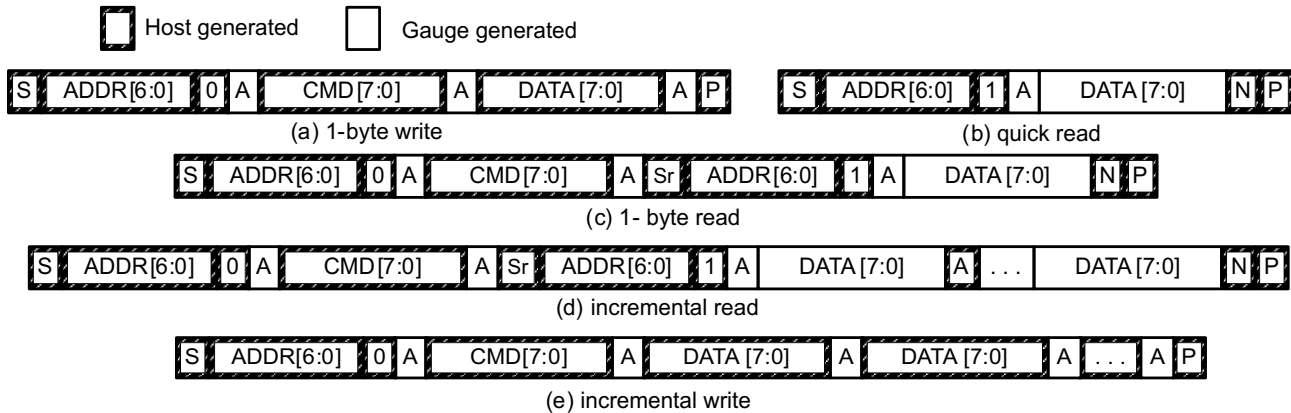 Host generated Gauge generated
S ADDR[6:0] 0 A CMD[7:0] A DATA [7:0] A P S ADDR[6:0] 1 A DATA [7:0] N P
(a) 1-byte write (b) quick read
S ADDR[6:0] 0 A CMD[7:0] A Sr ADDR[6:0] 1 A DATA [7:0] N P
(c) 1- byte read
S ADDR[6:0] 0 A CMD[7:0] A Sr ADDR[6:0] 1 A DATA [7:0] A . . . DATA [7:0] N P
(d) incremental read
S ADDR[6:0] 0 A CMD[7:0] A DATA [7:0] A DATA [7:0] A . . . A P
(e) incremental write